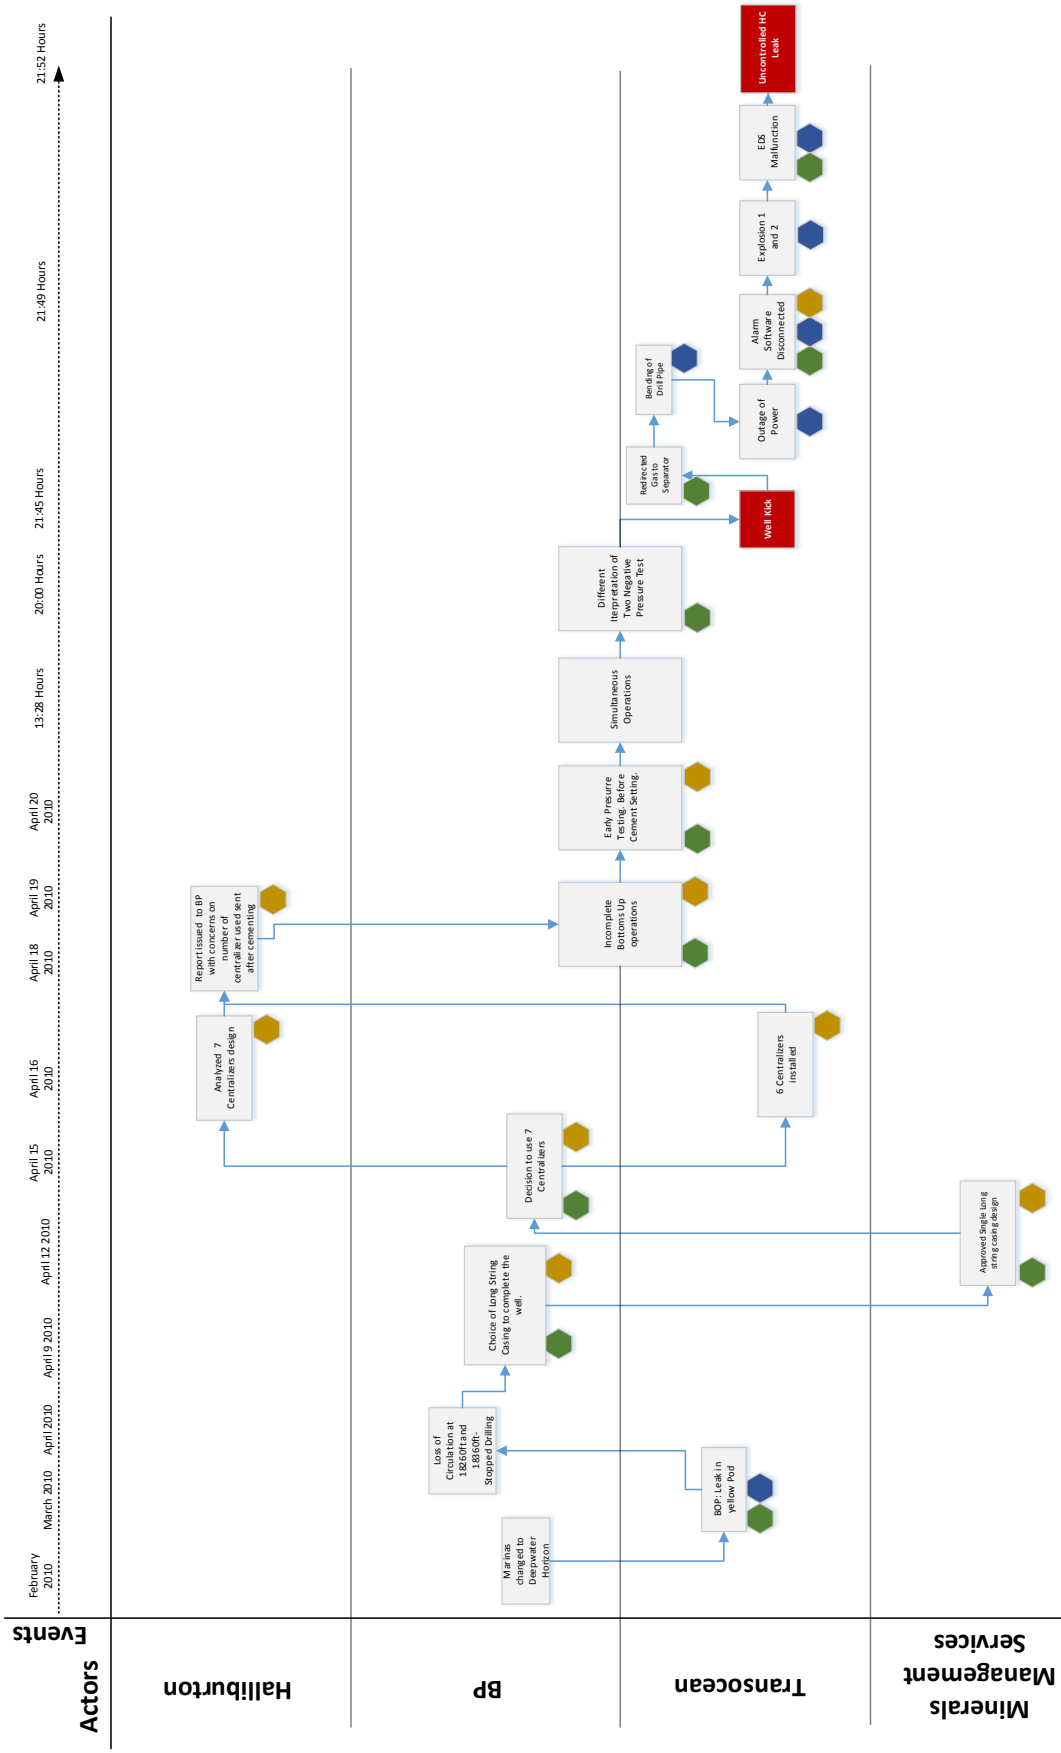 Events
Actors
February
2010
March 2010
April 2010
April 9 2010
April 12 2010
April 15
2010
April 16
2010
April 18
2010
April 19
2010
April 20
2010
13:28 Hours
20:00 Hours
21:45 Hours
21:49 Hours
21:52 Hours
Halliburton
Analyzed 7
Centralizers design
Report issued to BP
with concerns on
number of
centralizer used sent
after cementing
BP
Marinas
changed to
Deepwater
Horizon
Loss of
Circulation at
18260ft and
18360ft-
Stopped Drilling
Choice of Long String
Casing to complete the
well.
Decision to use 7
Centralizers
Incomplete
Bottoms Up
operations
Early Presurre
Testing. Before
Cement Setting.
Simultaneous
Operations
Different
Iterpretation of
Two Negative
Pressure Test
Transocean
BOP: Leak in
yellow Pod
6 Centralizers
installed
Well Kick
Redirected
Gas to
Separator
Bending of
Drill Pipe
Outage of
Power
Alarm
Software
Disconnected
Explosion 1
and 2
EDS
Malfunction
Uncontrolled HC
Leak
Minerals
Management
Services
Approved Single Long
string casing design